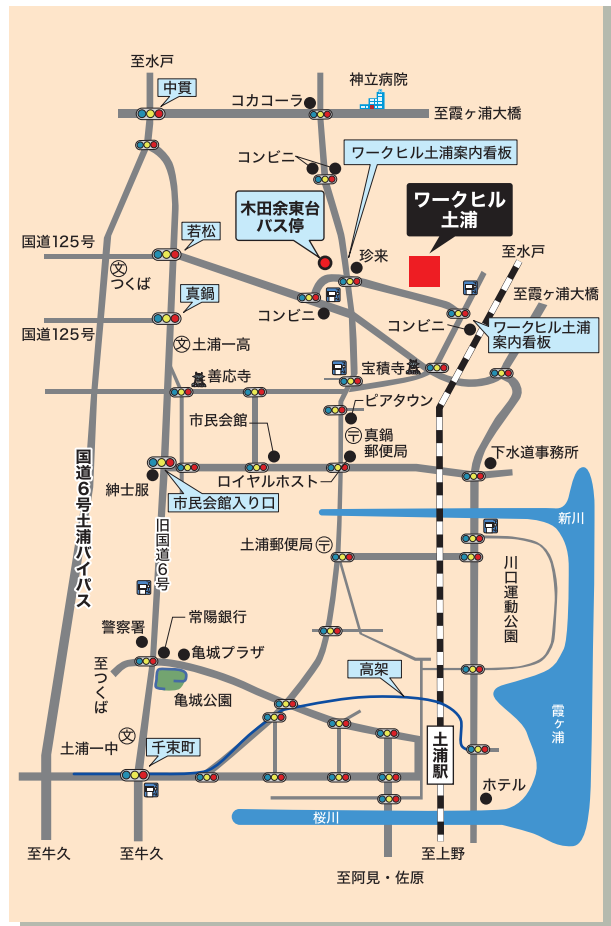 至水戸
中貫
コカコーラ
神立病院
至霞ヶ浦大橋
コンビニ
ワークヒル土浦案内看板
木田余東台
バス停
ワークヒル
土浦
若松
国道125号
文
つくば
珍来
至水戸
真鍋
至霞ヶ浦大橋
コンビニ
コンビニ
ワークヒル土浦
案内看板
国道125号
文
土浦一高
善応寺
宝積寺
ピアタウン
市民会館
〒
真鍋
郵便局
下水道事務所
紳士服
ロイヤルホスト
市民会館入り口
国道6号土浦バイパス
旧国道6号
新川
土浦郵便局
〒
川口運動公園
警察署
常陽銀行
亀城プラザ
至つくば
亀城公園
高架
霞ヶ浦
文
土浦一中
千束町
土浦駅
ホテル
桜川
至牛久
至牛久
至上野
至阿見・佐原